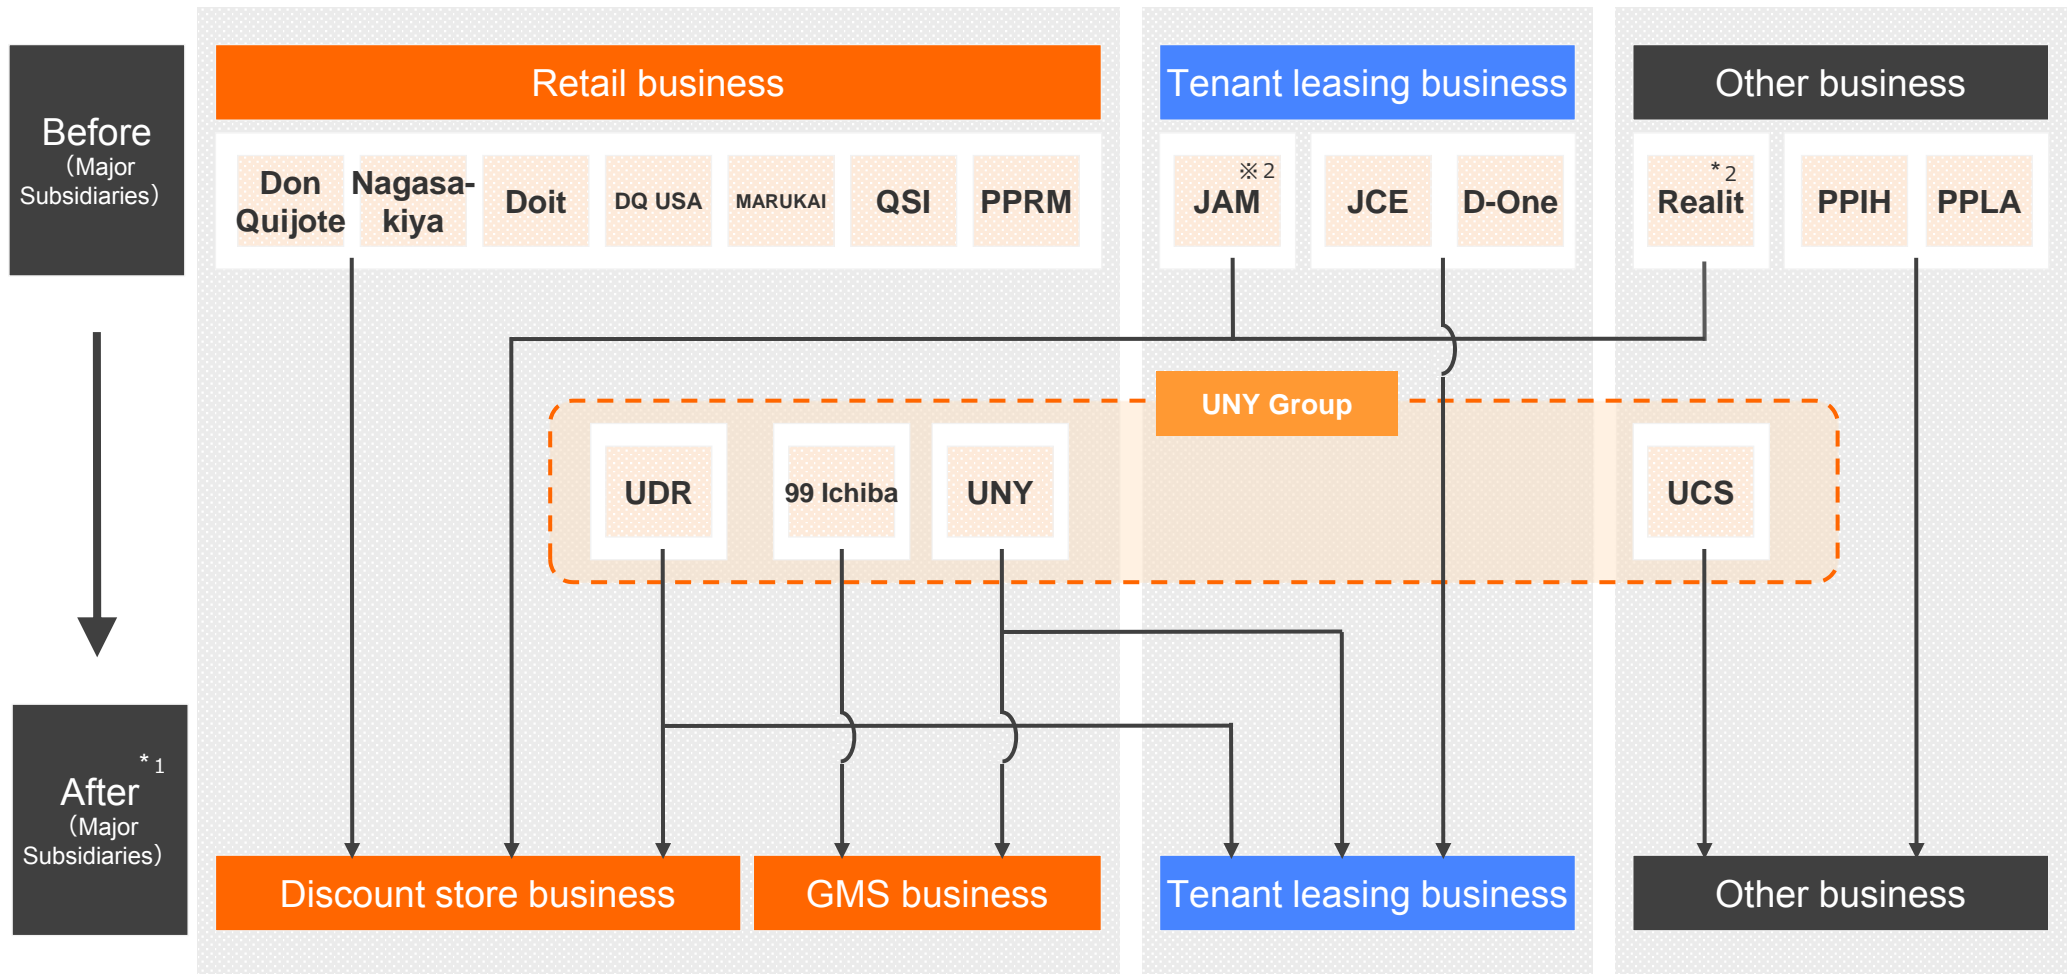 Retail business
Tenant leasing business
Other business
Before
（Major
Subsidiaries）
Don
Quijote
Nagasa-
kiya
Doit
DQ USA
MARUKAI
QSI
PPRM
※2
JAM
JCE
D-One
*2
Realit
PPIH
PPLA
UNY Group
UDR
99 Ichiba
UNY
UCS
*1
After
（Major
Subsidiaries）
Discount store business
GMS business
Tenant leasing business
Other business